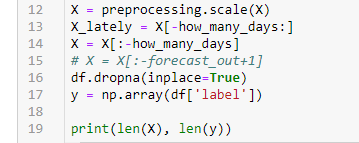 12 X = preprocessing.scale(X)
13 X_lately = X[-how_many_days:]
14 X = X[:-how_many_days]
15 # X = X[:-forecast_out+1]
16 df.dropna(inplace=True)
17 y = np.array(df['label'])
18
19 print(len(X), len(y))